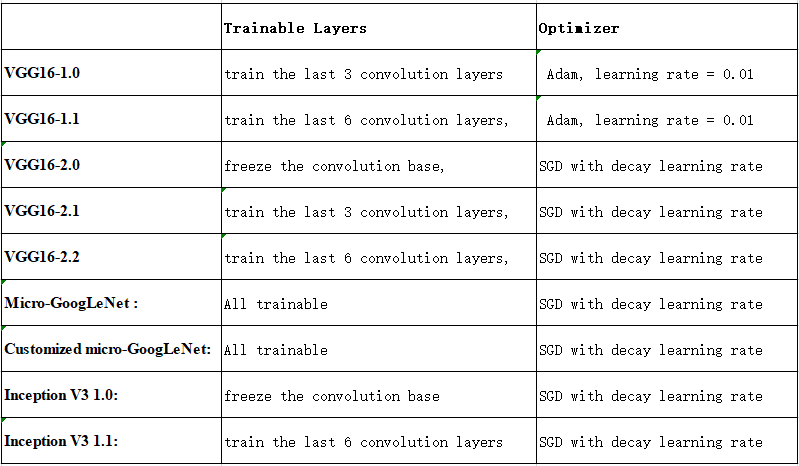 Trainable Layers Optimizer
VGG16-1.0 train the last 3 convolution layers Adam, learning rate = 0.01
VGG16-1.1 train the last 6 convolution layers, Adam, learning rate = 0.01
VGG16-2.0 freeze the convolution base, SGD with decay learning rate
VGG16-2.1 train the last 3 convolution layers, SGD with decay learning rate
VGG16-2.2 train the last 6 convolution layers, SGD with decay learning rate
Micro-GoogLeNet : All trainable SGD with decay learning rate
Customized micro-GoogLeNet: All trainable SGD with decay learning rate
Inception V3 1.0: freeze the convolution base SGD with decay learning rate
Inception V3 1.1: train the last 6 convolution layers SGD with decay learning rate